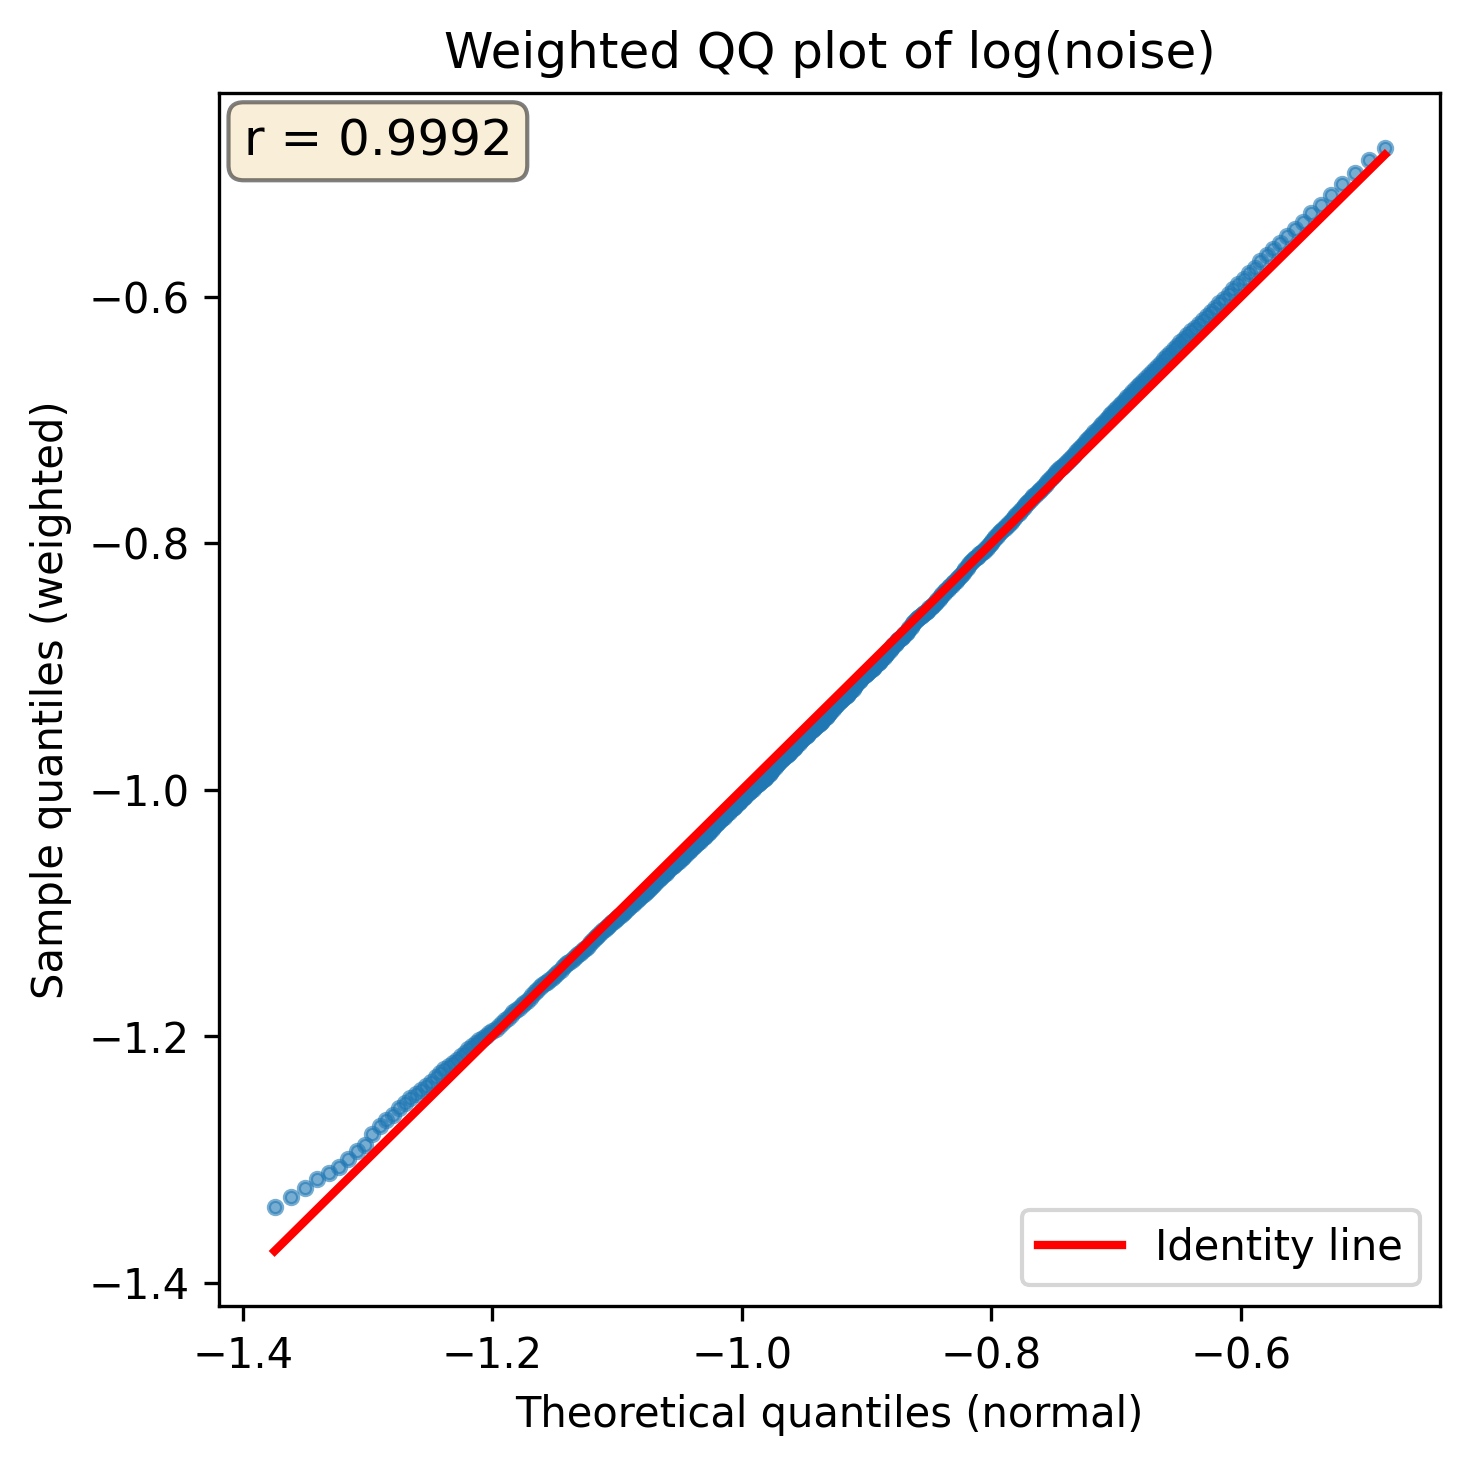 Weighted QQ plot of log(noise)
r = 0.9992
Sample quantiles (weighted)
−0.6
−0.8
−1.0
−1.2
−1.4
Identity line
−1.4 −1.2 −1.0 −0.8 −0.6
Theoretical quantiles (normal)